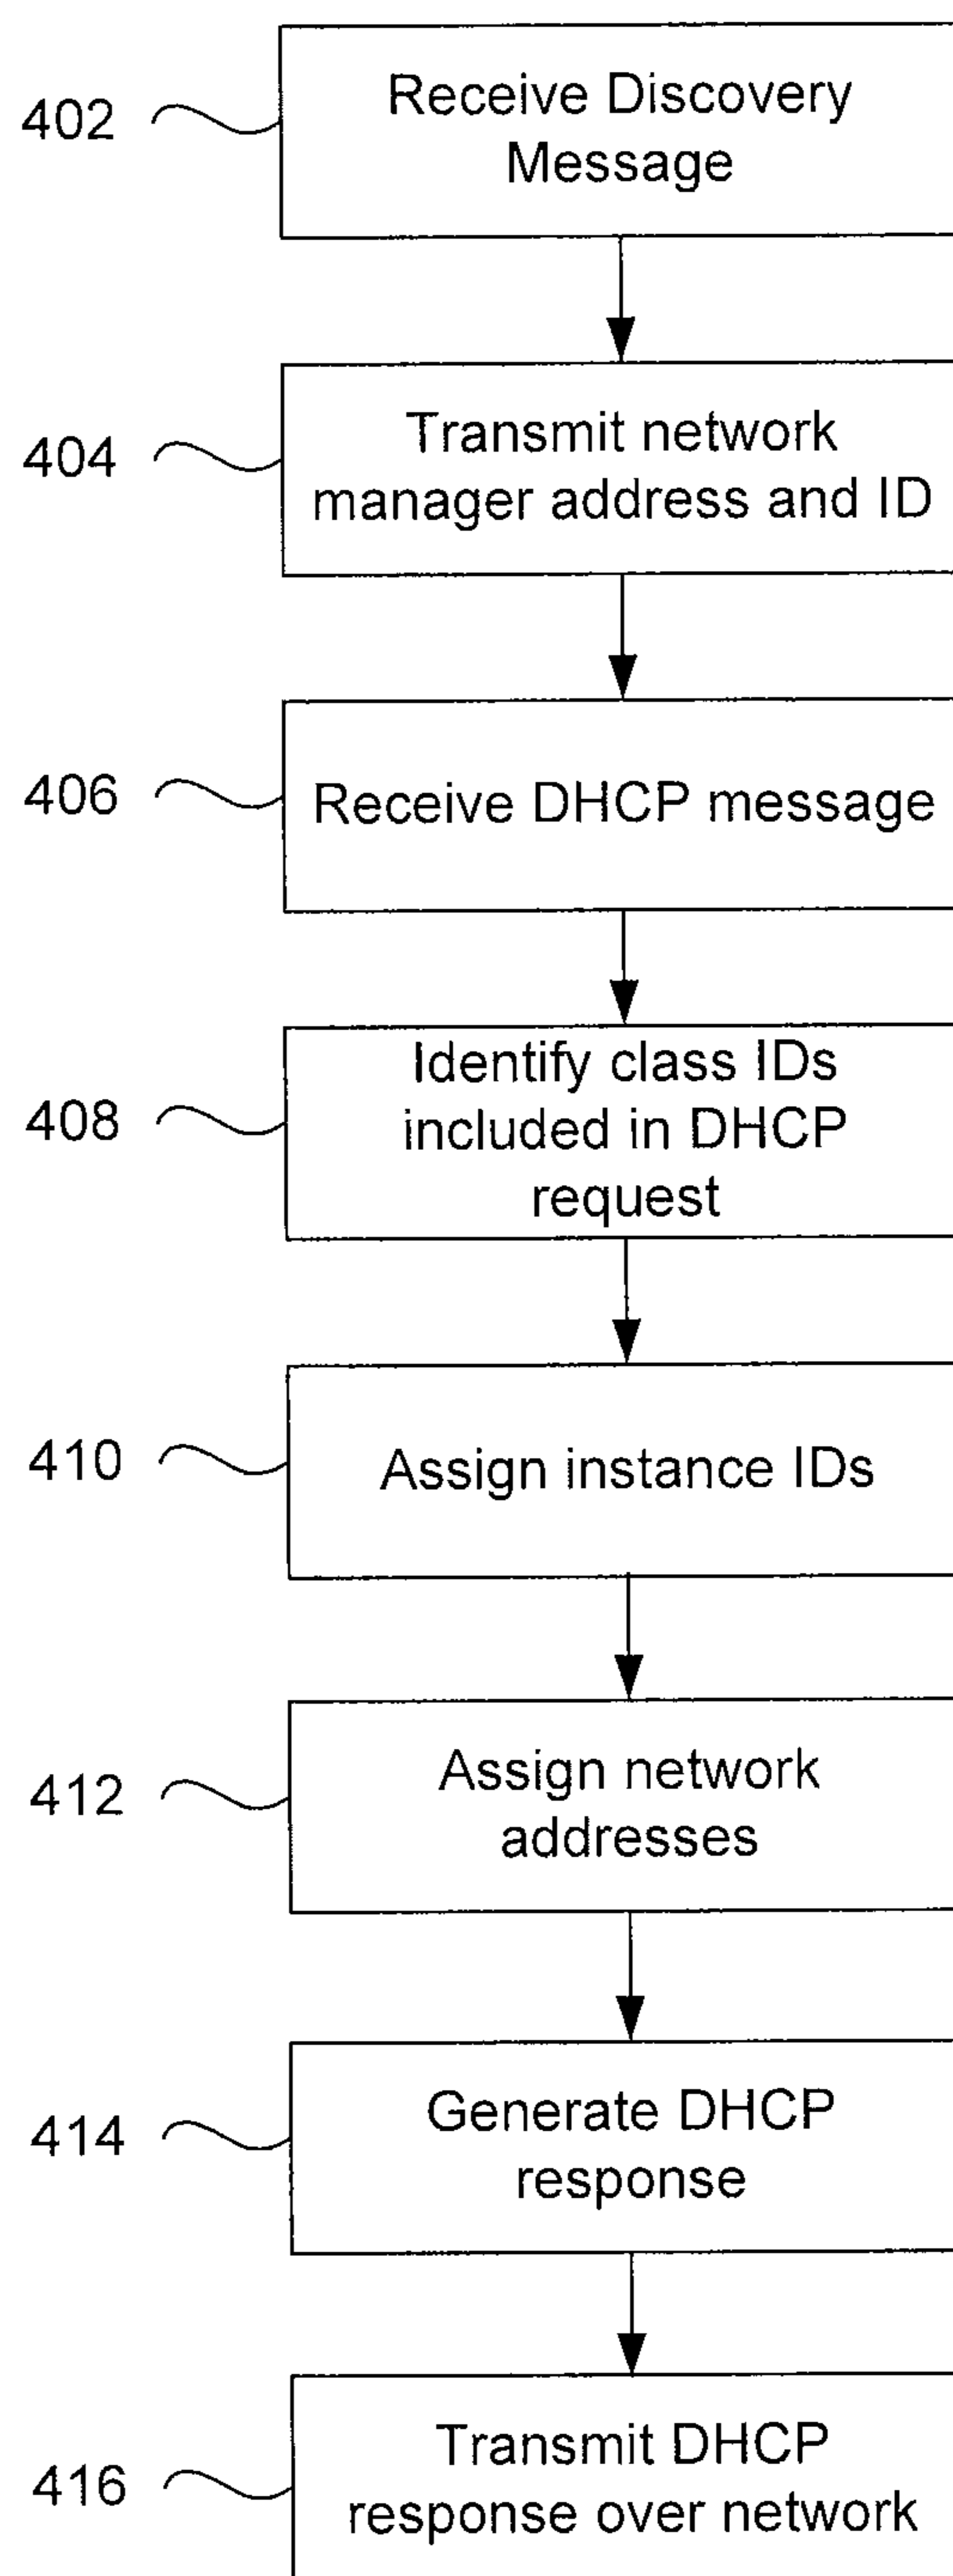 402
Receive Discovery
Message
404
Transmit network
manager address and ID
406
Receive DHCP message
408
Identify class IDs
included in DHCP
request
410
Assign instance IDs
412
Assign network
addresses
414
Generate DHCP
response
416
Transmit DHCP
response over network